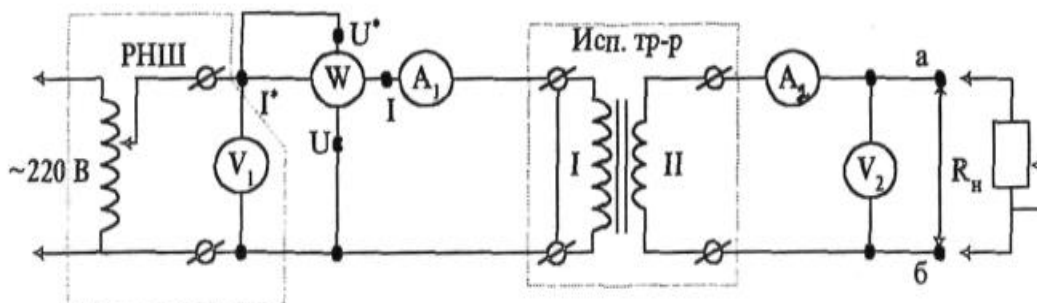 U*
Исп. тр-р
РНШ
W
A₁
A₂
а
I*
I
U
~220 В
V₁
I
II
V₂
Rн
б